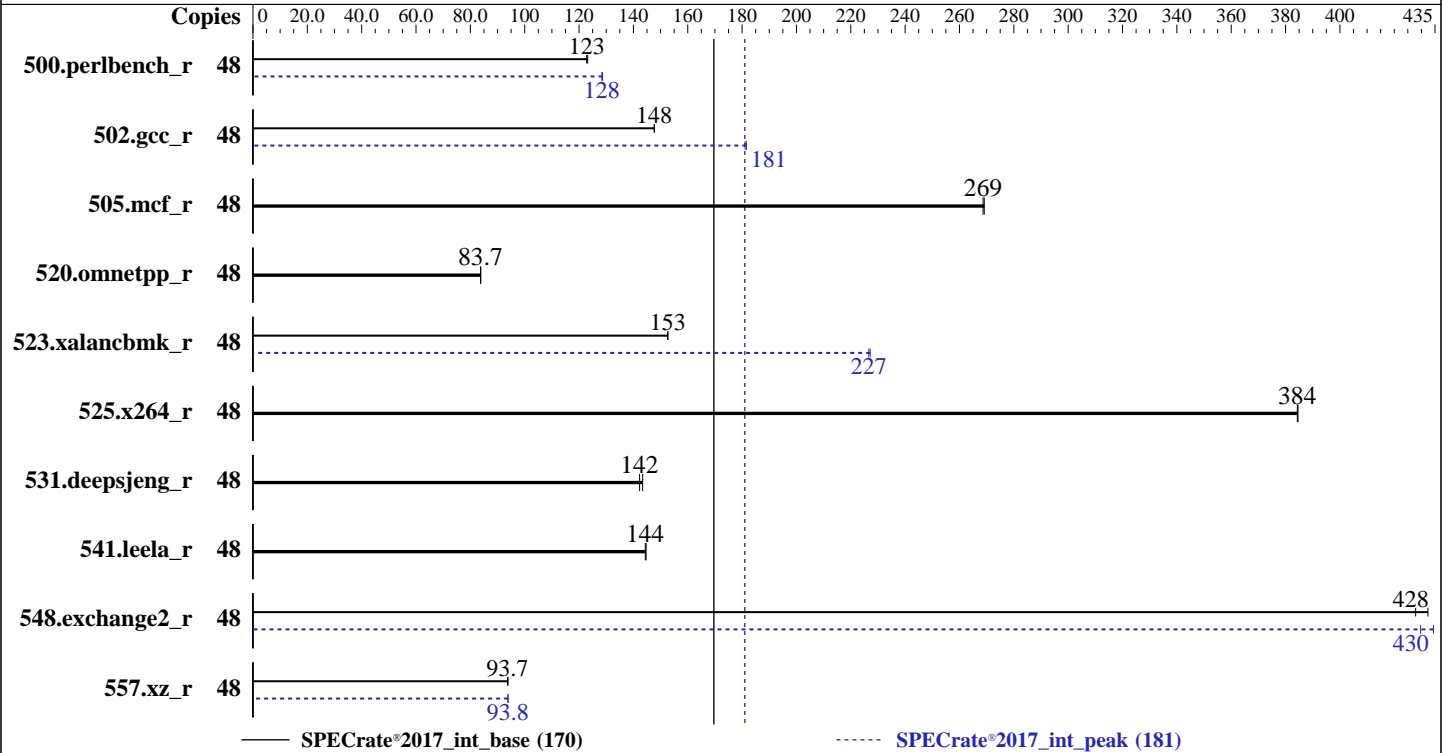 Copies 0 20.0 40.0 60.0 80.0 100 120 140 160 180 200 220 240 260 280 300 320 340 360 380 400 435
123
500.perlbench_r 48
128
148
502.gcc_r 48
181
269
505.mcf_r 48
83.7
520.omnetpp_r 48
153
523.xalancbmk_r 48
227
384
525.x264_r 48
142
531.deepsjeng_r 48
144
541.leela_r 48
428
548.exchange2_r 48
430
93.7
557.xz_r 48
93.8
SPECrate®2017_int_base (170) SPECrate®2017_int_peak (181)